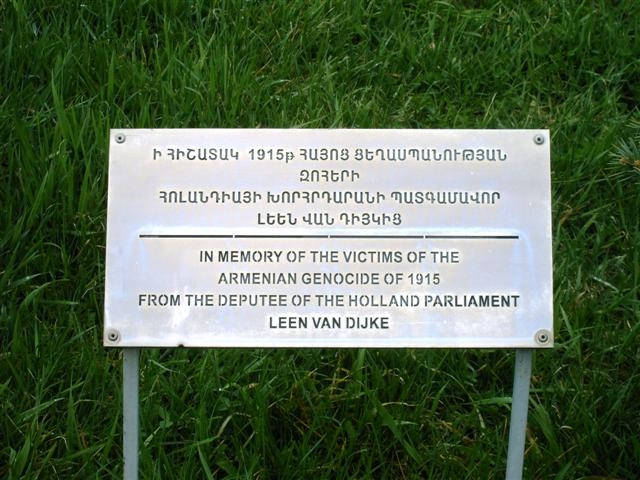 Ի ՀԻՇԱՏԱԿ 1915թ ՀԱՅՈՑ ՑԵՂԱՍՊԱՆՈՒԹՅԱՆ
ԶՈՀԵՐԻ
ՀՈԼԱՆԴԻԱՅԻ ԽՈՐՀՐԴԱՐԱՆԻ ՊԱՏԳԱՄԱՎՈՐ
ԼԵԵՆ ՎԱՆ ԴԻՅԿԻՑ
IN MEMORY OF THE VICTIMS OF THE
ARMENIAN GENOCIDE OF 1915
FROM THE DEPUTEE OF THE HOLLAND PARLIAMENT
LEEN VAN DIJKE